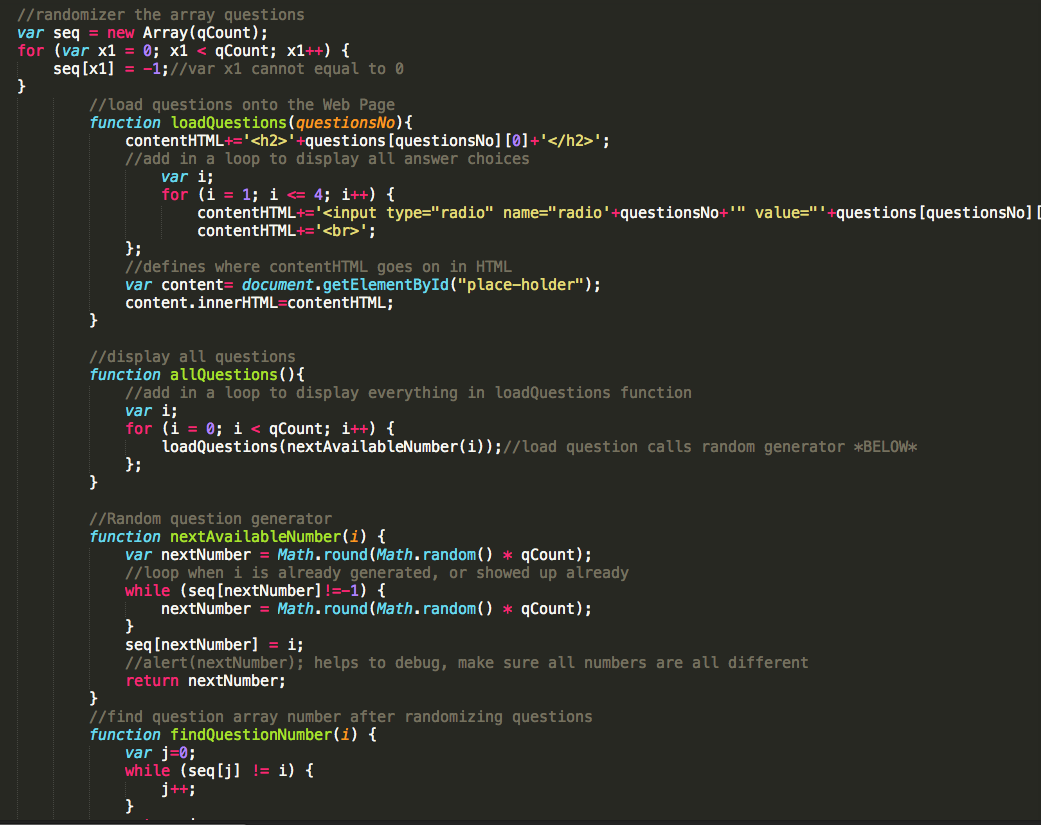 //randomizer the array questions
var seq = new Array(qCount);
for (var x1 = 0; x1 < qCount; x1++) {
    seq[x1] = -1;//var x1 cannot equal to 0
}
        //load questions onto the Web Page
        function loadQuestions(questionsNo){
            contentHTML+='<h2>'+questions[questionsNo][0]+'</h2>';
            //add in a loop to display all answer choices
                var i;
                for (i = 1; i <= 4; i++) {
                    contentHTML+='<input type="radio" name="radio'+questionsNo+'" value="'+questions[questionsNo][
                    contentHTML+='<br>';
            };
            //defines where contentHTML goes on in HTML
            var content= document.getElementById("place-holder");
            content.innerHTML=contentHTML;
        }

        //display all questions
        function allQuestions(){
            //add in a loop to display everything in loadQuestions function
            var i;
            for (i = 0; i < qCount; i++) {
                loadQuestions(nextAvailableNumber(i));//load question calls random generator *BELOW*
            };
        }

        //Random question generator
        function nextAvailableNumber(i) {
            var nextNumber = Math.round(Math.random() * qCount);
            //loop when i is already generated, or showed up already
            while (seq[nextNumber]!=-1) {
                nextNumber = Math.round(Math.random() * qCount);
            }
            seq[nextNumber] = i;
            //alert(nextNumber); helps to debug, make sure all numbers are all different
            return nextNumber;
        }
        //find question array number after randomizing questions
        function findQuestionNumber(i) {
            var j=0;
            while (seq[j] != i) {
                j++;
            }